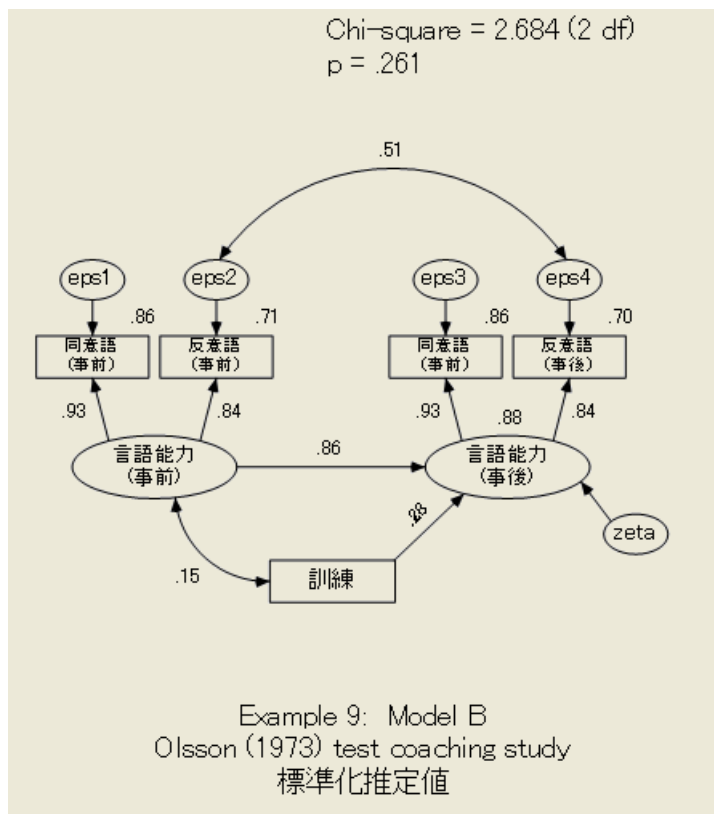 Chi-square = 2.684 (2 df)
p = .261
.51
eps1
eps2
eps3
eps4
.86
.71
.86
.70
同意語
(事前)
反意語
(事前)
同意語
(事前)
反意語
(事後)
.93
.84
.93
.88
.84
言語能力
(事前)
.86
言語能力
(事後)
zeta
.15
訓練
Example 9: Model B
Olsson (1973) test coaching study
標準化推定値